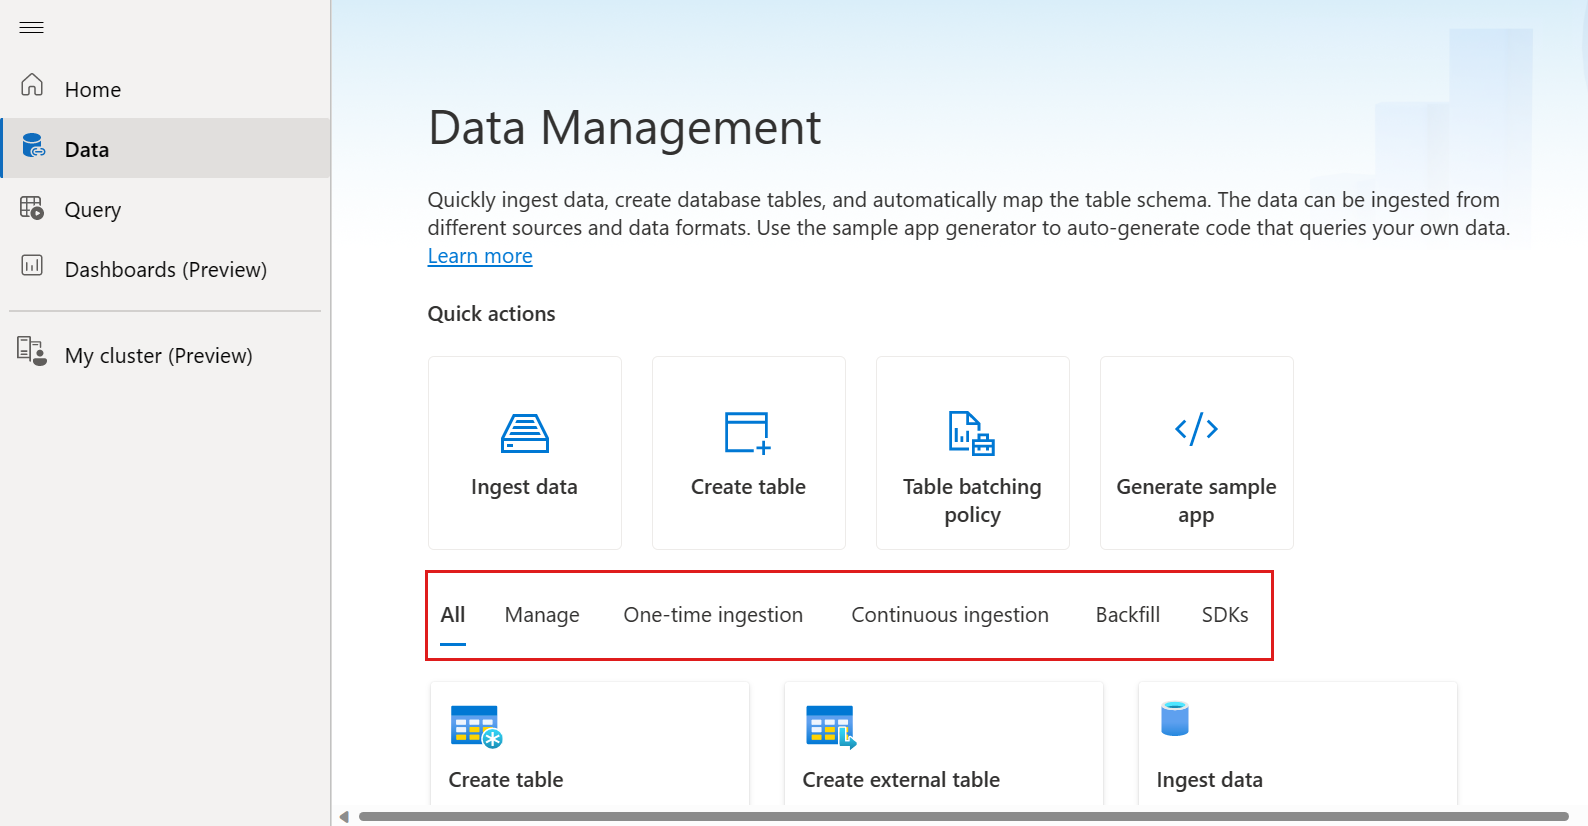 Home
Data
Query
Dashboards (Preview)
My cluster (Preview)
Data Management
Quickly ingest data, create database tables, and automatically map the table schema. The data can be ingested from
different sources and data formats. Use the sample app generator to auto-generate code that queries your own data.
Learn more
Quick actions
Ingest data
Create table
Table batching
policy
Generate sample
app
All Manage One-time ingestion Continuous ingestion Backfill SDKs
Create table
Create external table
Ingest data